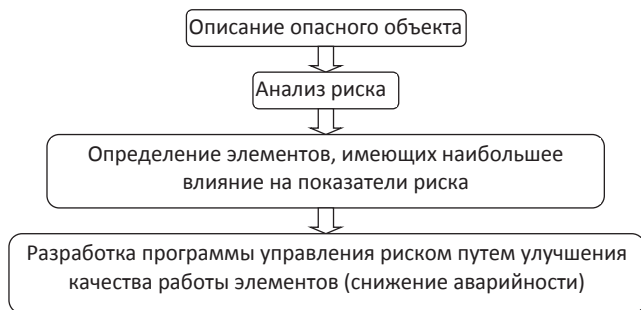 Описание опасного объекта
Анализ риска
Определение элементов, имеющих наибольшее
влияние на показатели риска
Разработка программы управления риском путем улучшения
качества работы элементов (снижение аварийности)